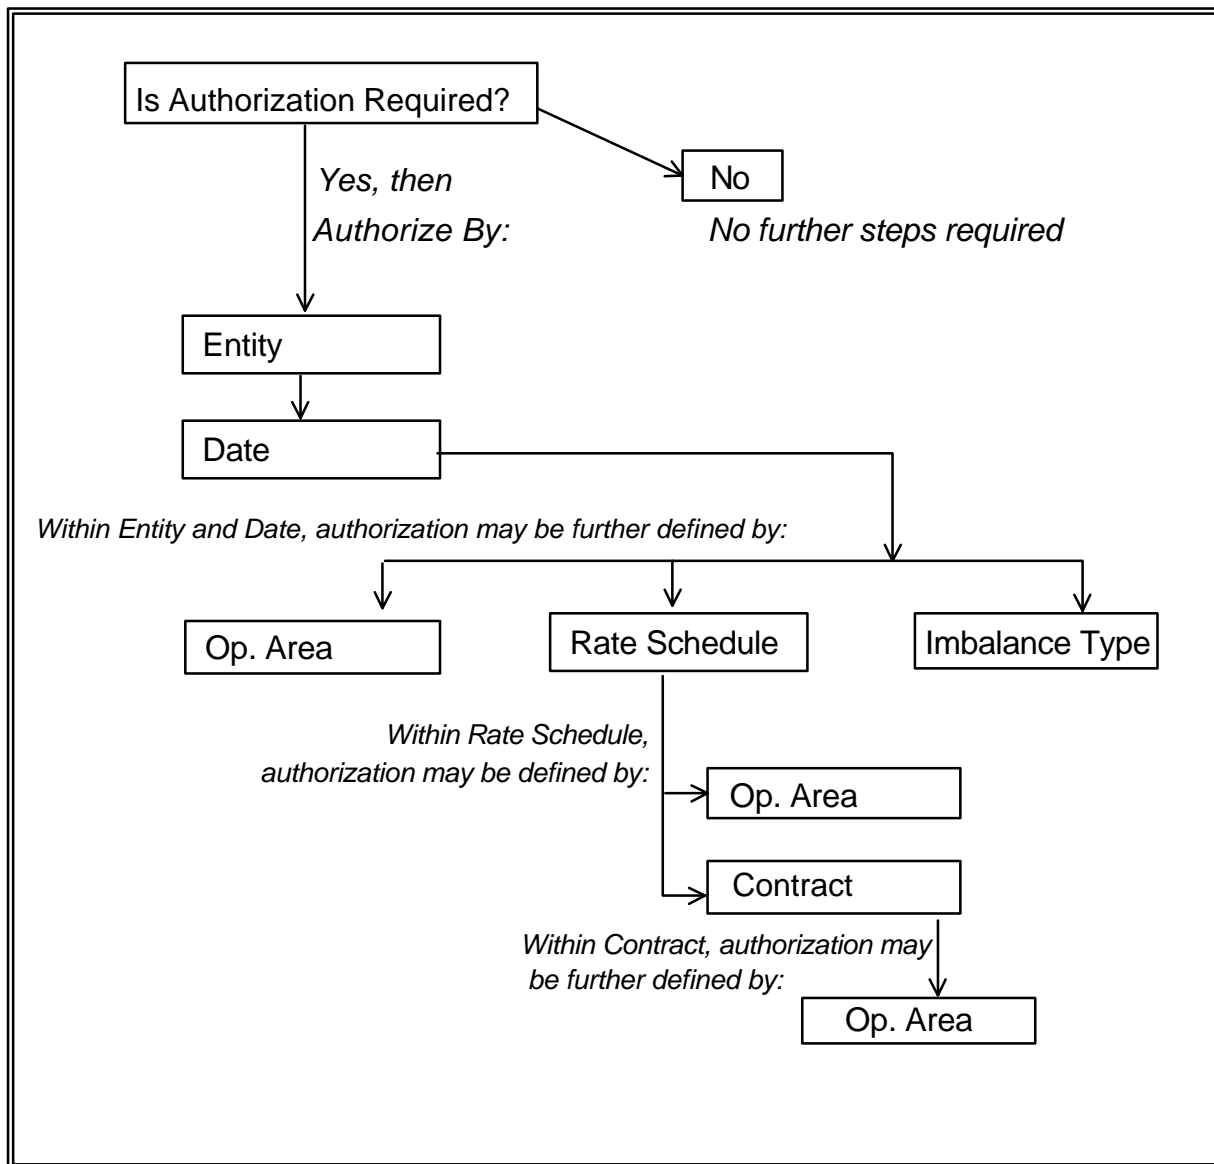 Is Authorization Required?
No
Yes, then
Authorize By:
No further steps required
Entity
Date
Within Entity and Date, authorization may be further defined by:
Op. Area
Rate Schedule
Imbalance Type
Within Rate Schedule,
authorization may be defined by:
Op. Area
Contract
Within Contract, authorization may
be further defined by:
Op. Area